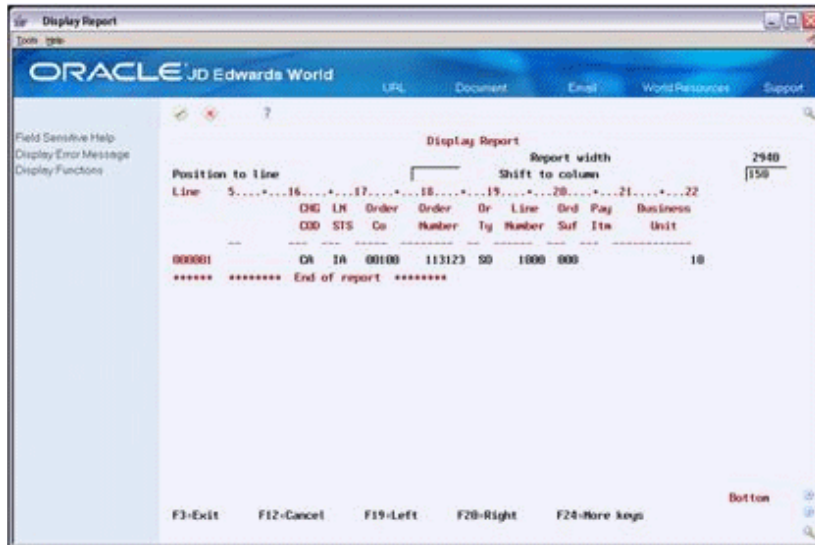 Display Report
Tools Help
ORACLE JD Edwards World
URL Document Email World Resources Support
?
Field Sensitive Help
Display Error Message
Display Functions
Display Report
Report width 2940
Position to line Shift to column 150
Line 5....+...16....+...17....+...18....+...19....+...20....+...21....+...22
CHG LN Order Order Or Line Ord Pay Business
COD STS Co Number Ty Number Suf Itm Unit
-- --- --- ----- -------- -- ------ --- --- ------------
000001 CA IA 00100 113123 SO 1000 000 10
****** ******** End of report ********
Bottom
F3=Exit F12=Cancel F19=Left F20=Right F24=More keys